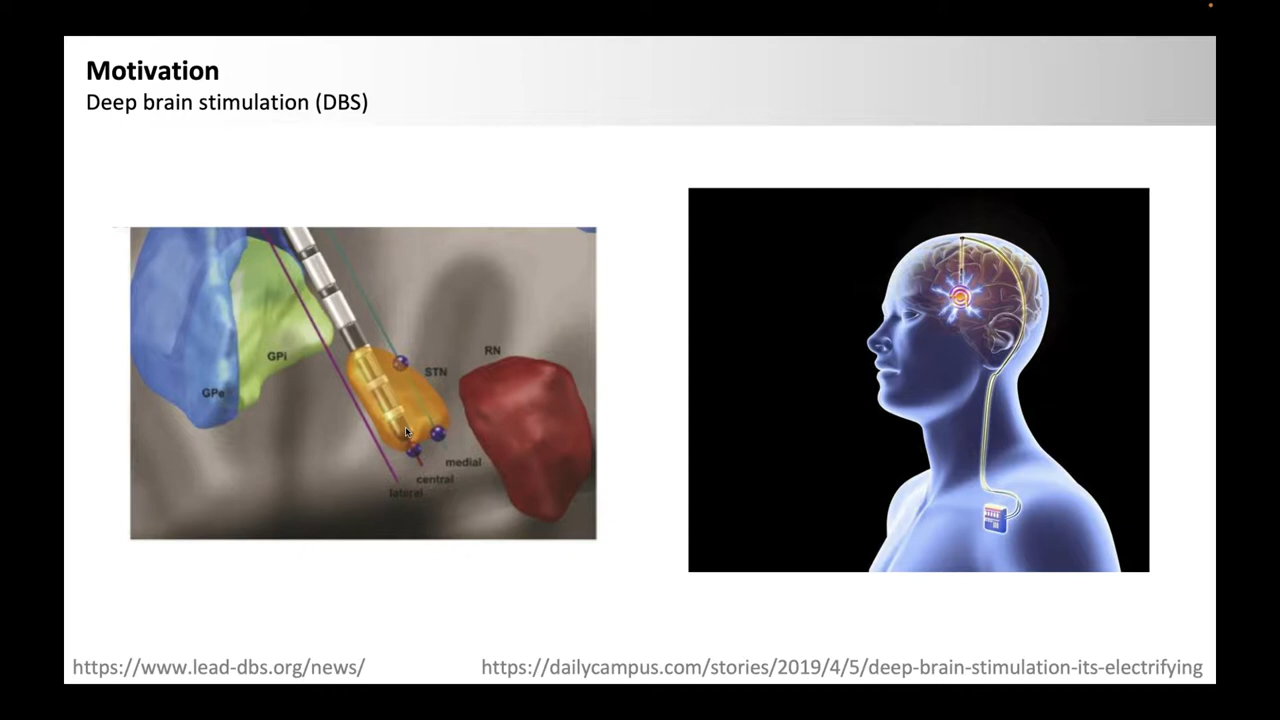 Motivation
Deep brain stimulation (DBS)
GPi
GPe
STN
RN
medial
central
lateral
https://www.lead-dbs.org/news/
https://dailycampus.com/stories/2019/4/5/deep-brain-stimulation-its-electrifying